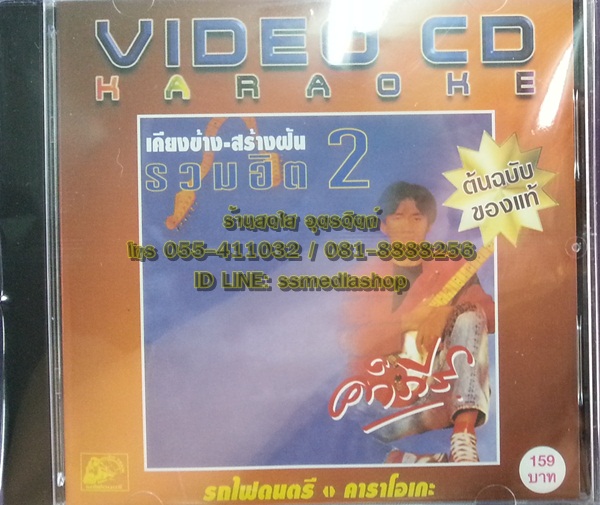 VIDEO CD
KARAOKE
เคียงข้าง-สร้างฝัน
รวมฮิต 2
ต้นฉบับ
ของแท้
ร้านสดใส อุตรดิตถ์
โทร 055-411032 / 081-8888256
ID LINE: ssmediashop
159
บาท
รถไฟดนตรี คาราโอเกะ